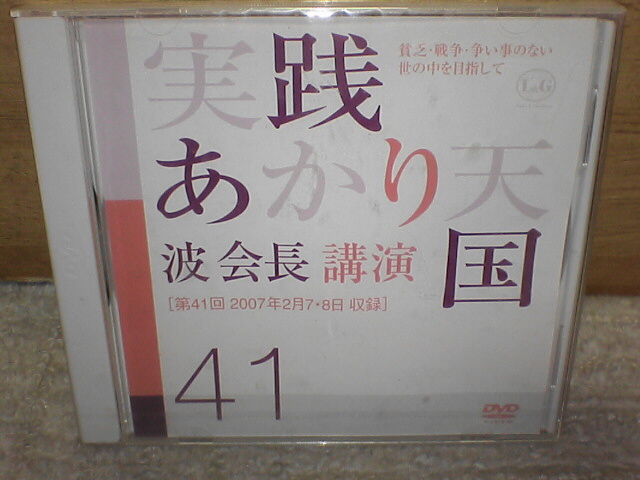 貧乏・戦争・争い事のない
世の中を目指して
L&G
実践
あかり天国
波会長 講演
[第41回 2007年2月7・8日 収録]
41
DVD